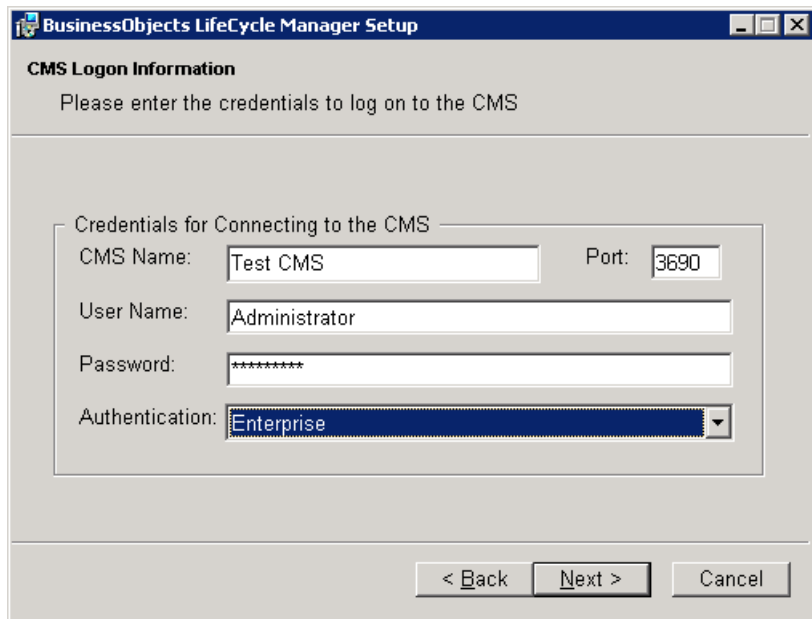 BusinessObjects LifeCycle Manager Setup
CMS Logon Information
Please enter the credentials to log on to the CMS
Credentials for Connecting to the CMS
CMS Name: Test CMS Port: 3690
User Name: Administrator
Password: *********
Authentication: Enterprise
< Back Next > Cancel